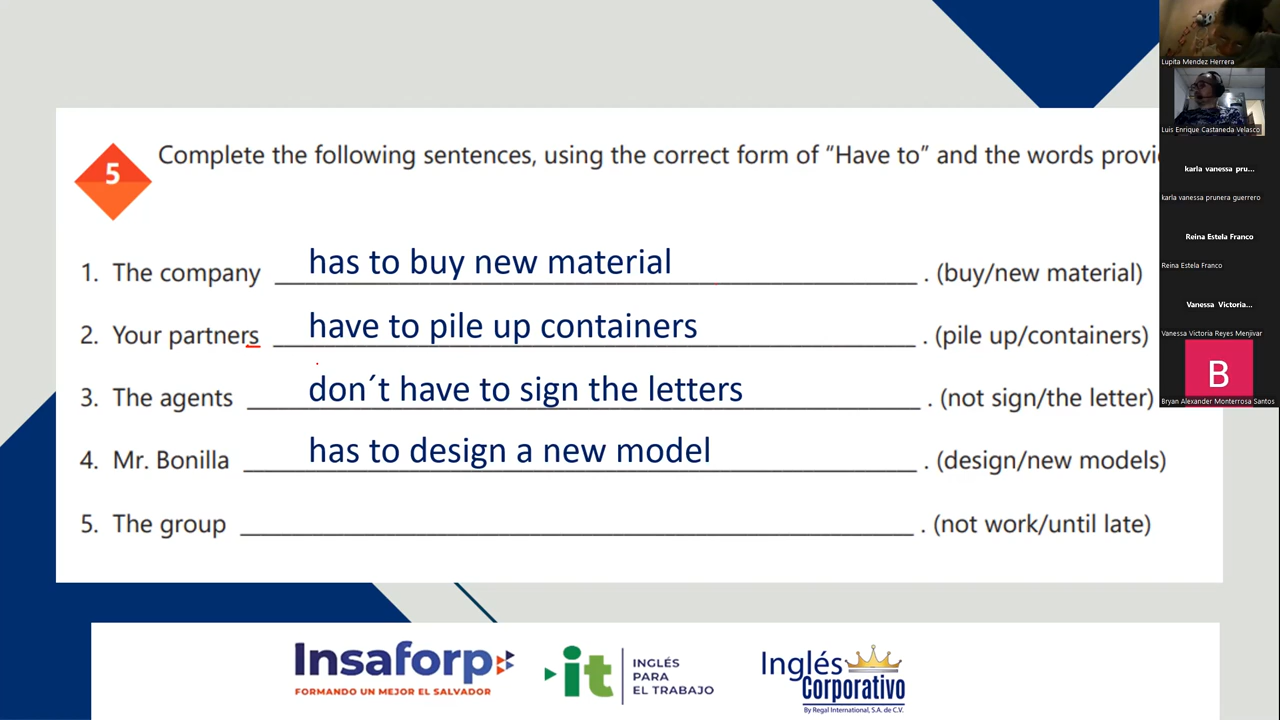 5
Complete the following sentences, using the correct form of “Have to” and the words provi
1. The company has to buy new material . (buy/new material)
2. Your partners have to pile up containers . (pile up/containers)
3. The agents don´t have to sign the letters . (not sign/the letter)
4. Mr. Bonilla has to design a new model . (design/new models)
5. The group . (not work/until late)
Insaforp
FORMANDO UN MEJOR EL SALVADOR
it
INGLÉS
PARA
EL TRABAJO
Inglés
Corporativo
By Regal International, S.A. de C.V.
Lupita Mendez Herrera
Luis Enrique Castaneda Velasco
karla vanessa pru...
karla vanessa prunera guerrero
Reina Estela Franco
Reina Estela Franco
Vanessa Victoria...
Vanessa Victoria Reyes Menjivar
B
Bryan Alexander Monterrosa Santos